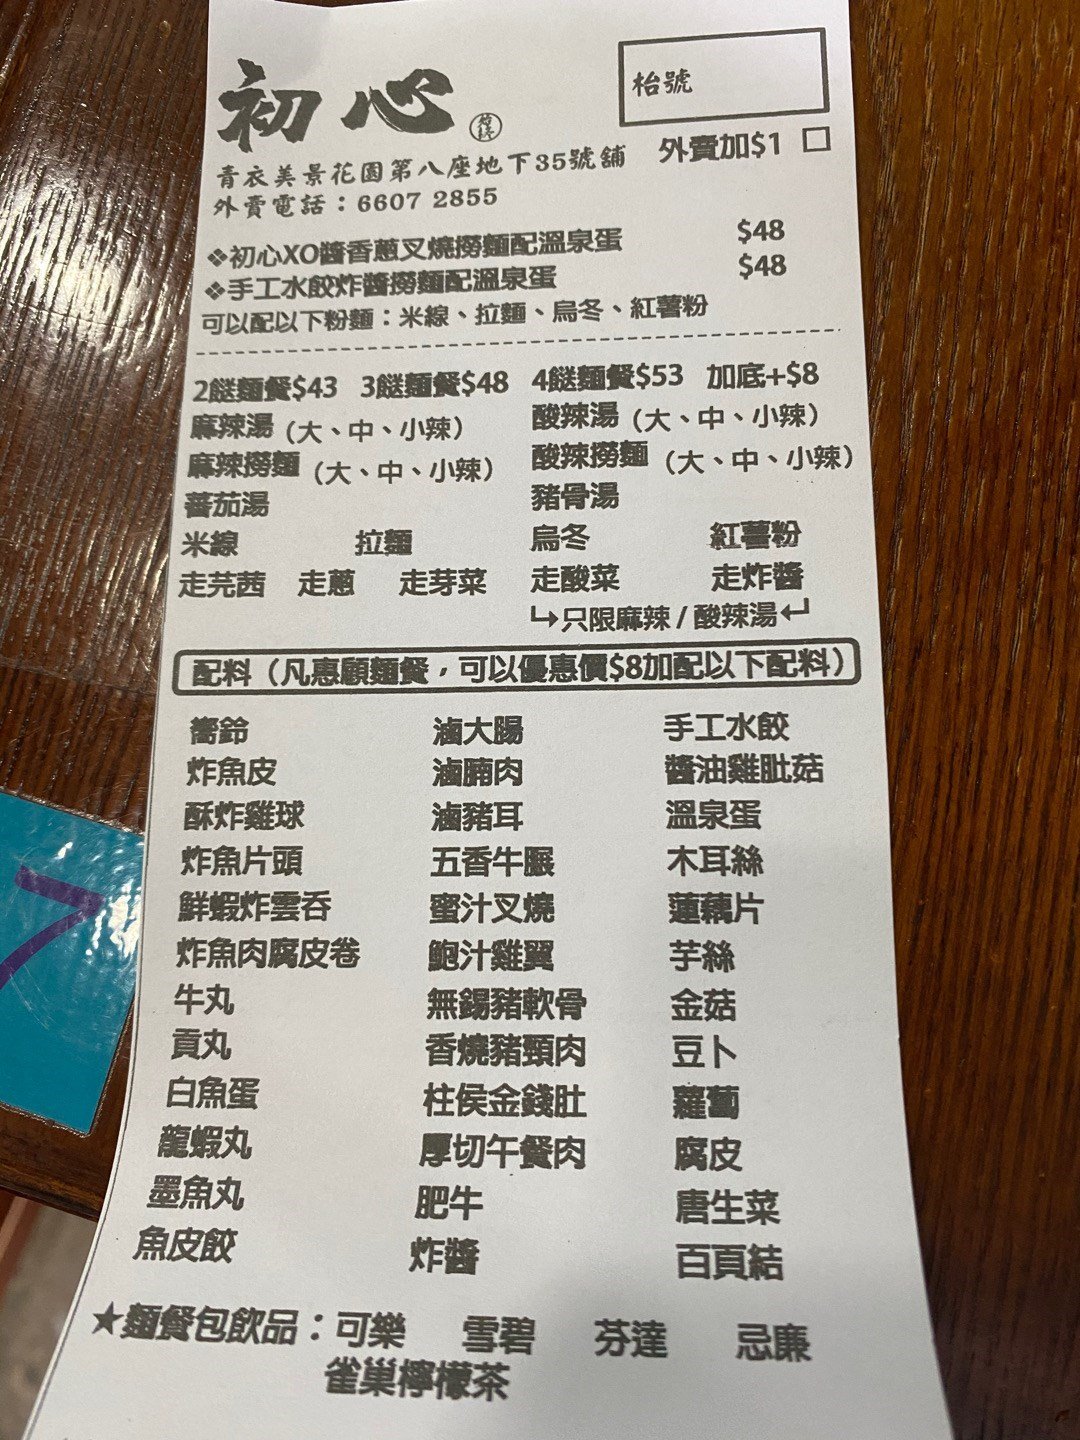 初心
枱號
外賣加$1
青衣美景花園第八座地下35號舖
外賣電話：6607 2855
❖初心XO醬香蔥叉燒撈麵配溫泉蛋 $48
❖手工水餃炸醬撈麵配溫泉蛋 $48
可以配以下粉麵：米線、拉麵、烏冬、紅薯粉
2餸麵餐$43 3餸麵餐$48 4餸麵餐$53 加底+$8
麻辣湯（大、中、小辣） 酸辣湯（大、中、小辣）
麻辣撈麵（大、中、小辣） 酸辣撈麵（大、中、小辣）
蕃茄湯 豬骨湯
米線 拉麵 烏冬 紅薯粉
走芫茜 走蔥 走芽菜 走酸菜 走炸醬
↳只限麻辣 / 酸辣湯↲
配料（凡惠顧麵餐，可以優惠價$8加配以下配料）
響鈴 滷大腸 手工水餃
炸魚皮 滷腩肉 醬油雞肶菇
酥炸雞球 滷豬耳 溫泉蛋
炸魚片頭 五香牛𦟌 木耳絲
鮮蝦炸雲吞 蜜汁叉燒 蓮藕片
炸魚肉腐皮卷 鮑汁雞翼 芋絲
牛丸 無錫豬軟骨 金菇
貢丸 香燒豬頸肉 豆卜
白魚蛋 柱侯金錢肚 蘿蔔
龍蝦丸 厚切午餐肉 腐皮
墨魚丸 肥牛 唐生菜
魚皮餃 炸醬 百頁結
★麵餐包飲品：可樂 雪碧 芬達 忌廉
雀巢檸檬茶
7